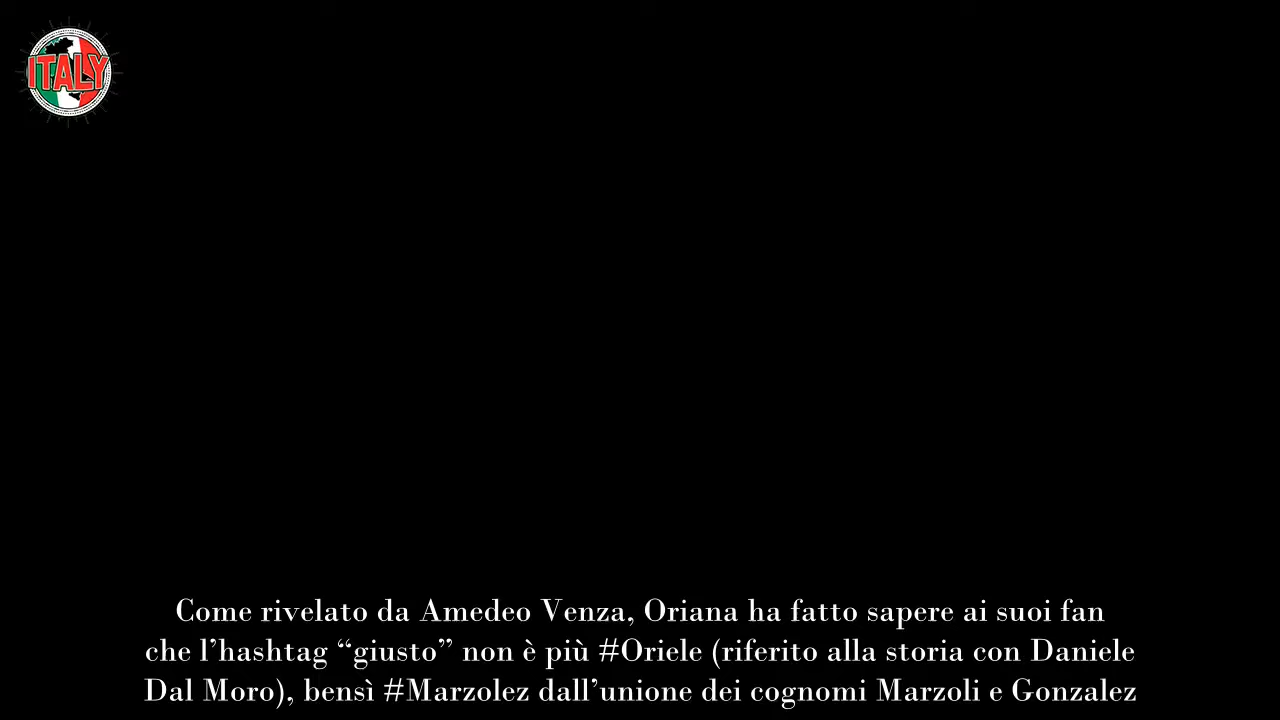 ITALY
Come rivelato da Amedeo Venza, Oriana ha fatto sapere ai suoi fan
che l’hashtag “giusto” non è più #Oriele (riferito alla storia con Daniele
Dal Moro), bensì #Marzolez dall’unione dei cognomi Marzoli e Gonzalez